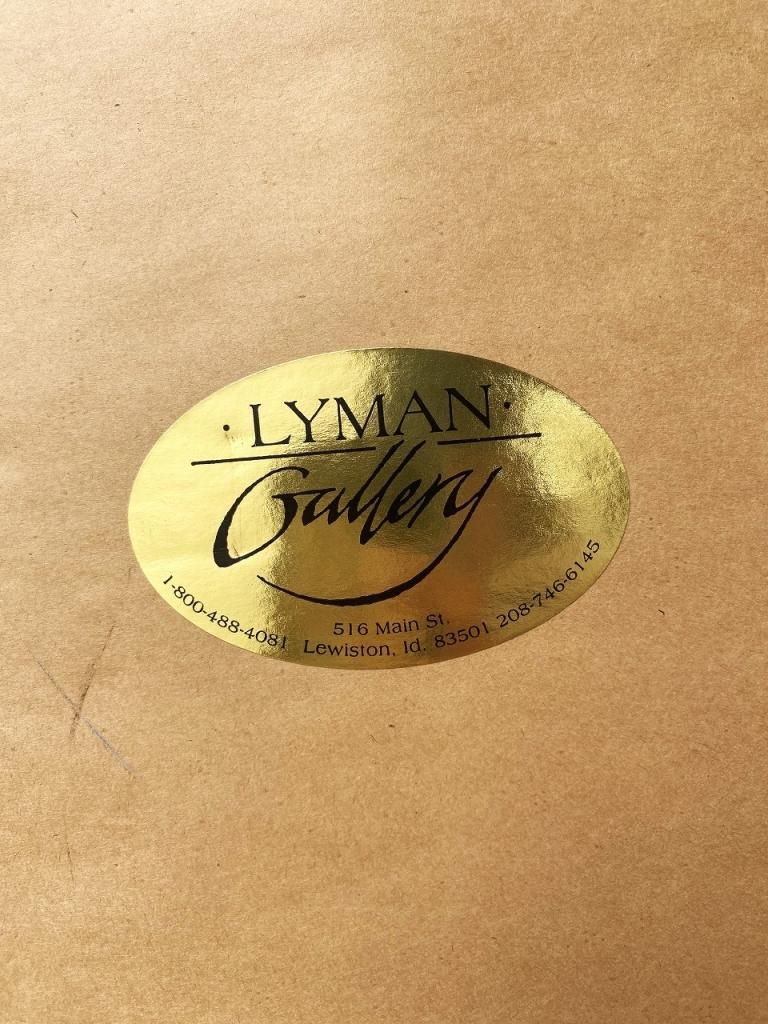 · LYMAN ·
Gallery
1-800-488-4081
516 Main St.
Lewiston, Id. 83501
208-746-6145